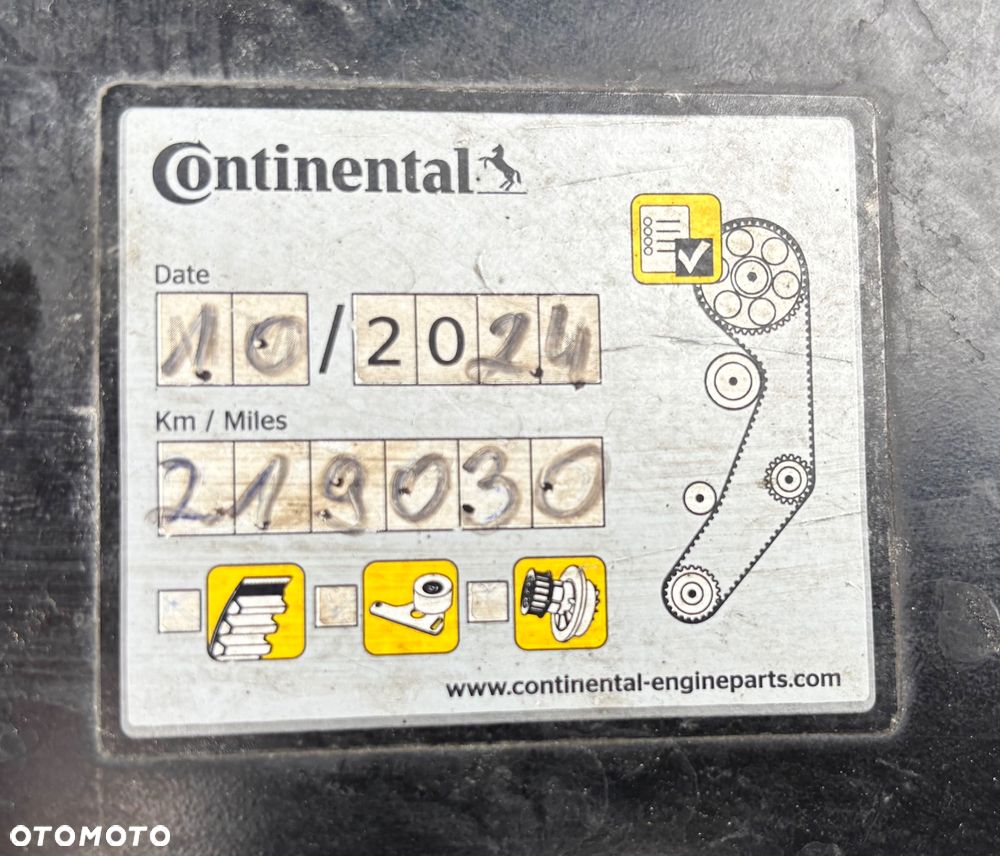 Continental
Date
10/2024
Km / Miles
219030
www.continental-engineparts.com
OTOMOTO